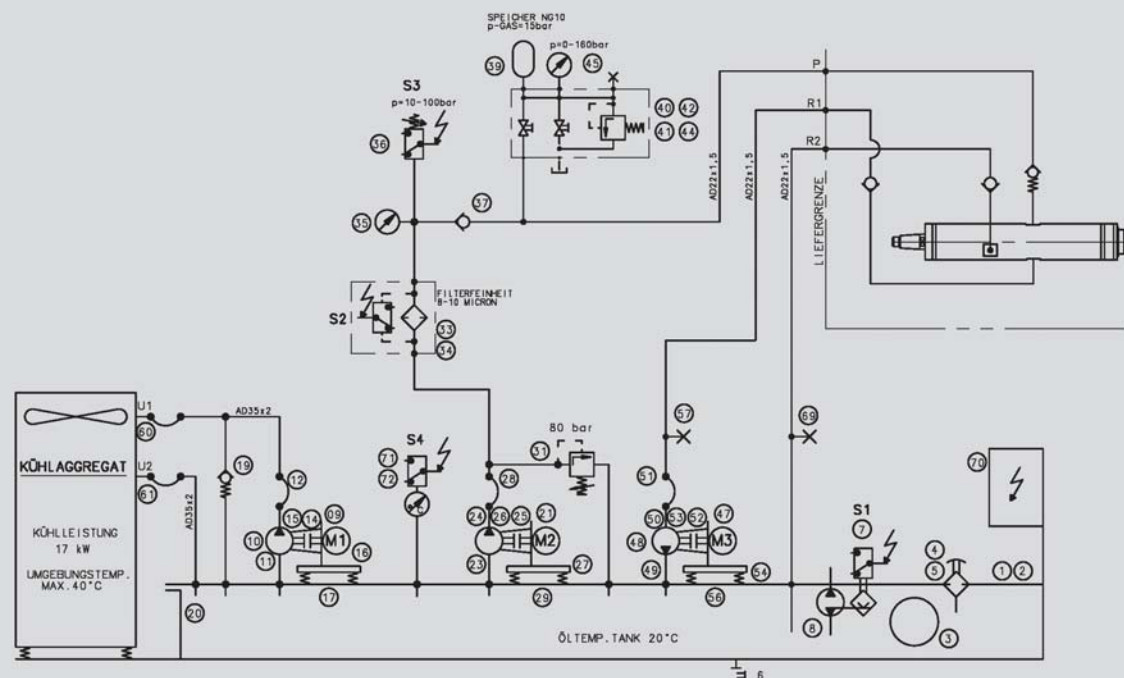 SPEICHER NG10
p-GAS=15bar
p=0-160bar
39
45
S3
p=10-100bar
36
40 42
41 44
P
R1
R2
AD22x1,5
AD22x1,5
AD22x1,5
LIEFERGRENZE
35
37
FILTERFEINHEIT
8-10 MICRON
S2
33
34
U1
60
AD35x2
KÜHLAGGREGAT
U2
61
AD35x2
KÜHLLEISTUNG
17 kW
UMGEBUNGSTEMP.
MAX.40°C
19
12
15 14 09
10
M1
11
16
17
20
S4
71
72
80 bar
31
28
24 26 25 21
M2
23
27
29
57
69
51
50 53 52 47
48
M3
49
54
56
70
S1
7
4
5
1 2
8
3
ÖLTEMP.TANK 20°C
6